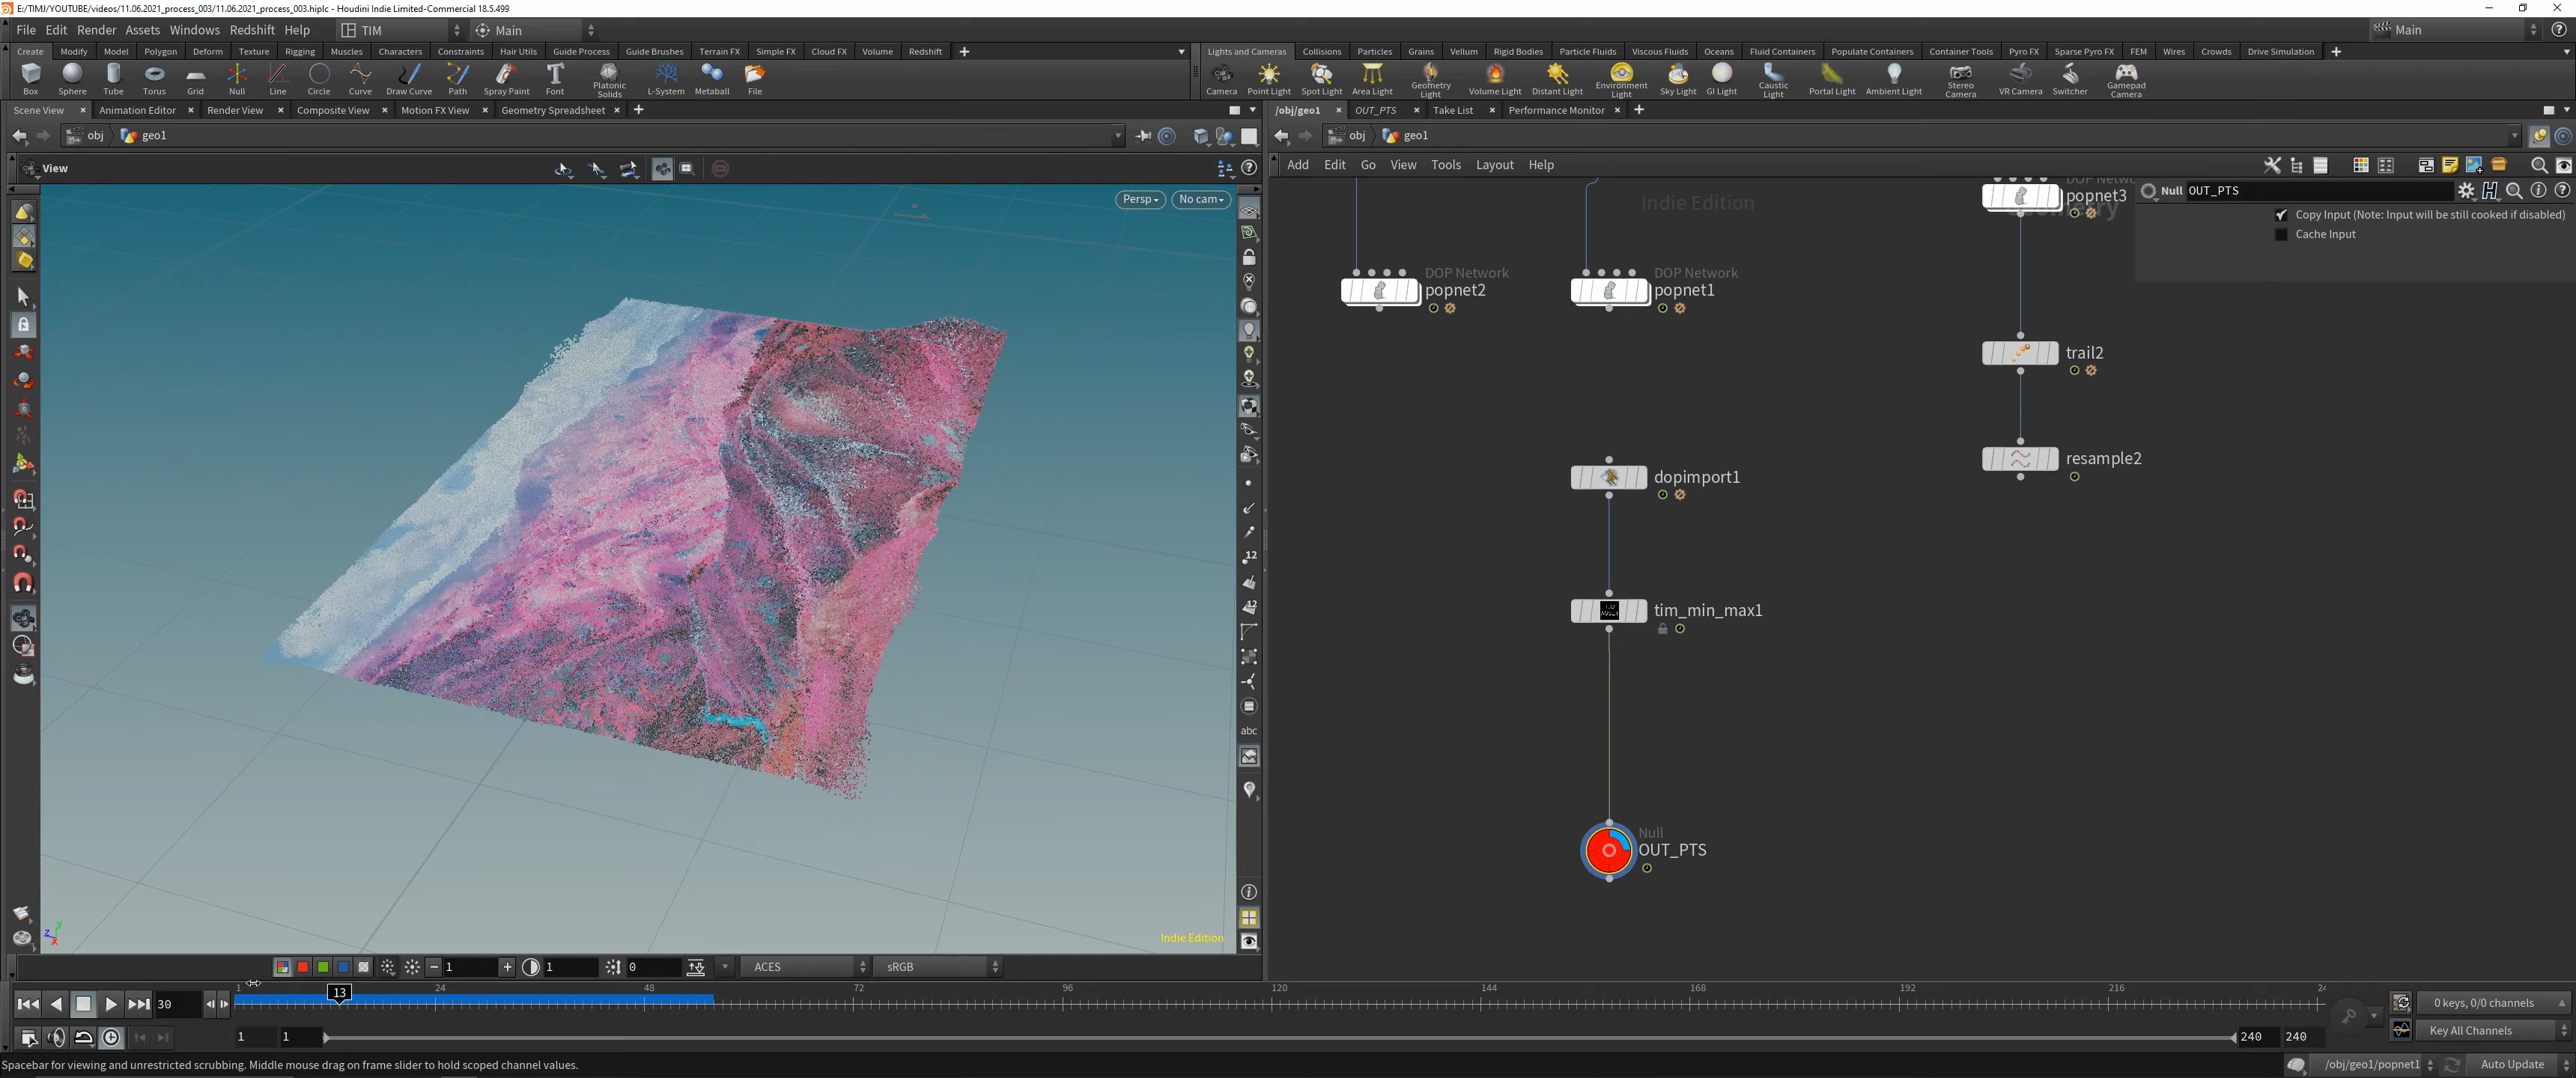 E:/TIMJ/YOUTUBE/videos/11.06.2021_process_003/11.06.2021_process_003.hiplc - Houdini Indie Limited-Commercial 18.5.499
File Edit Render Assets Windows Redshift Help TIM Main Main
Create Modify Model Polygon Deform Texture Rigging Muscles Characters Constraints Hair Utils Guide Process Guide Brushes Terrain FX Simple FX Cloud FX Volume Redshift
Lights and Cameras Collisions Particles Grains Vellum Rigid Bodies Particle Fluids Viscous Fluids Oceans Fluid Containers Populate Containers Container Tools Pyro FX Sparse Pyro FX FEM Wires Crowds Drive Simulation
Box Sphere Tube Torus Grid Null Line Circle Curve Draw Curve Path Spray Paint Font Platonic Solids L-System Metaball File
Camera Point Light Spot Light Area Light Geometry Light Volume Light Distant Light Environment Light Sky Light GI Light Caustic Light Portal Light Ambient Light Stereo Camera VR Camera Switcher Gamepad Camera
Scene View Animation Editor Render View Composite View Motion FX View Geometry Spreadsheet
/obj/geo1 OUT_PTS Take List Performance Monitor
obj geo1
obj geo1
View
Add Edit Go View Tools Layout Help
Persp No cam
Null OUT_PTS
Copy Input (Note: Input will be still cooked if disabled)
Cache Input
Indie Edition
popnet3
DOP Network
popnet2
DOP Network
popnet1
trail2
resample2
dopimport1
tim_min_max1
Null
OUT_PTS
12
12
abc
z y x
Indie Edition
1 1 0 ACES sRGB
30 1 13 24 48 72 96 120 144 168 192 216 24
0 keys, 0/0 channels
1 1 240 240
Key All Channels
Spacebar for viewing and unrestricted scrubbing. Middle mouse drag on frame slider to hold scoped channel values.
/obj/geo1/popnet1 Auto Update